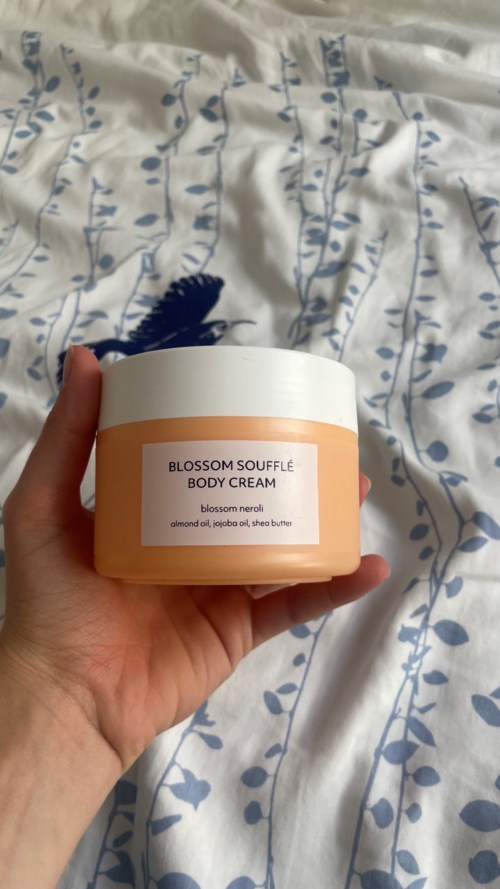 BLOSSOM SOUFFLÉ
BODY CREAM
blossom neroli
almond oil, jojoba oil, shea butter